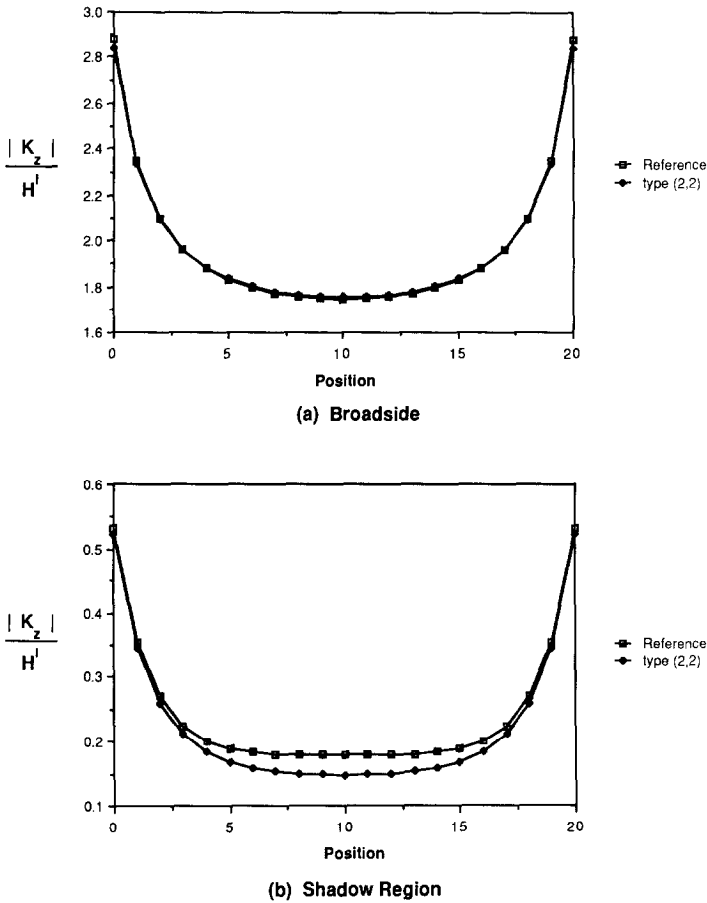 3.0
2.8
2.6
2.4
2.2
2.0
1.8
1.6
| K_z |
H^I
0 5 10 15 20
Position
Reference
type (2,2)
(a) Broadside
0.6
0.5
0.4
0.3
0.2
0.1
| K_z |
H^I
0 5 10 15 20
Position
Reference
type (2,2)
(b) Shadow Region